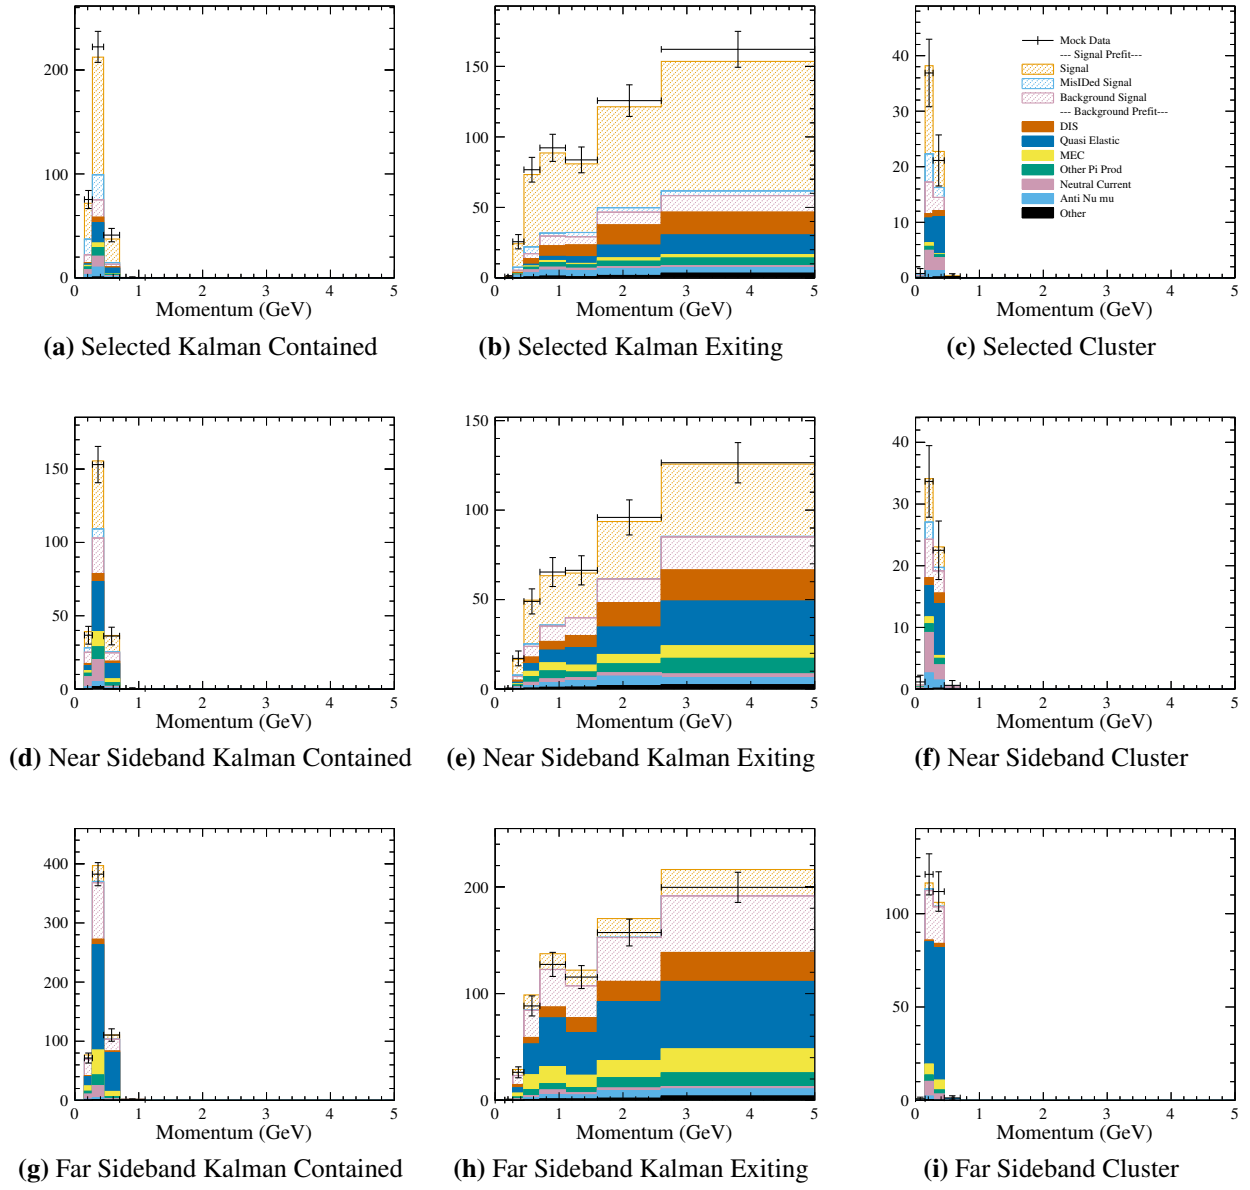 200
100
0
0 1 2 3 4 5
Momentum (GeV)
(a) Selected Kalman Contained
150
100
50
0
0 1 2 3 4 5
Momentum (GeV)
(b) Selected Kalman Exiting
40
30
20
10
0
0 1 2 3 4 5
Momentum (GeV)
Mock Data
--- Signal Prefit---
Signal
MisIDed Signal
Background Signal
--- Background Prefit---
DIS
Quasi Elastic
MEC
Other Pi Prod
Neutral Current
Anti Nu mu
Other
(c) Selected Cluster
150
100
50
0
0 1 2 3 4 5
Momentum (GeV)
(d) Near Sideband Kalman Contained
150
100
50
0
0 1 2 3 4 5
Momentum (GeV)
(e) Near Sideband Kalman Exiting
40
30
20
10
0
0 1 2 3 4 5
Momentum (GeV)
(f) Near Sideband Cluster
400
300
200
100
0
0 1 2 3 4 5
Momentum (GeV)
(g) Far Sideband Kalman Contained
200
100
0
0 1 2 3 4 5
Momentum (GeV)
(h) Far Sideband Kalman Exiting
100
50
0
0 1 2 3 4 5
Momentum (GeV)
(i) Far Sideband Cluster